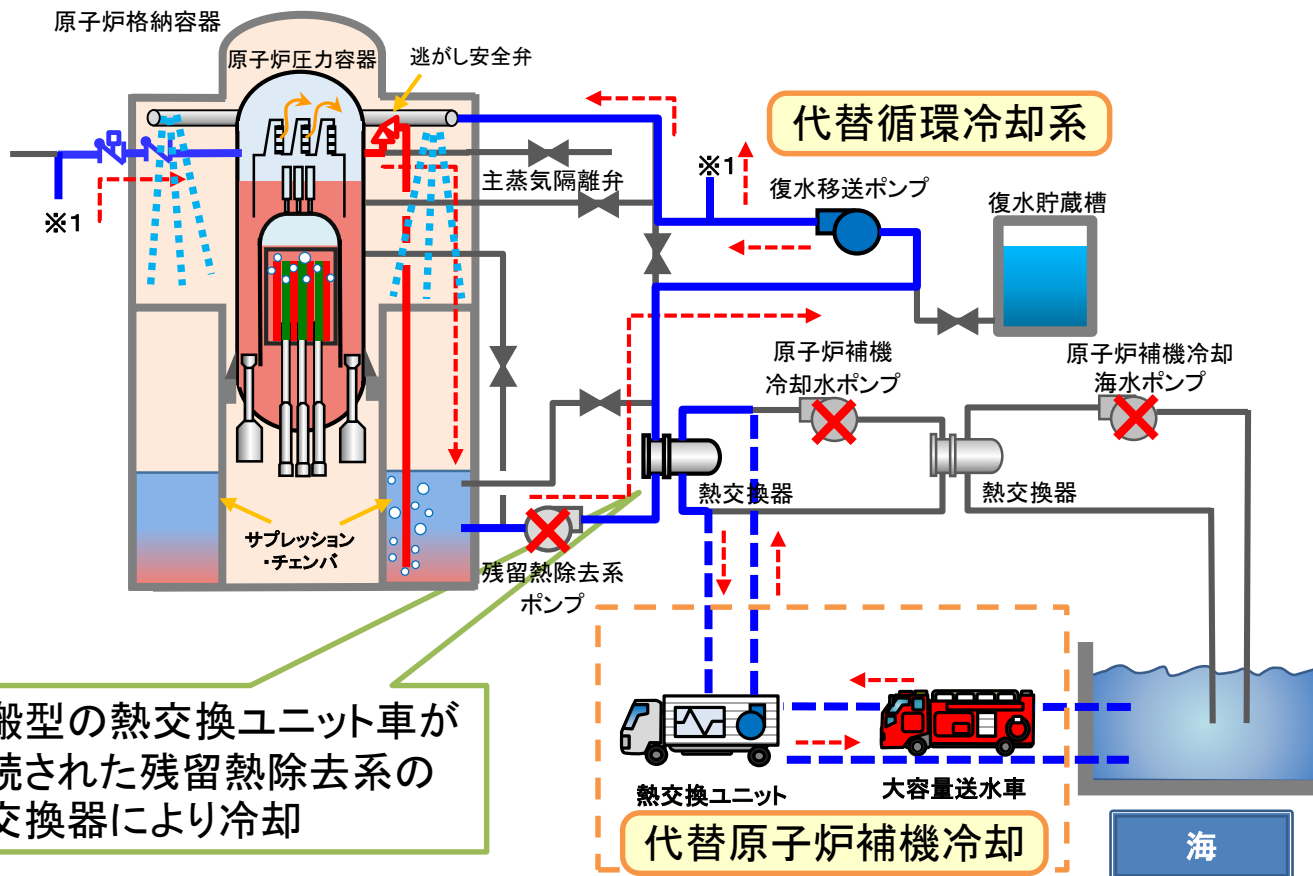 原子炉格納容器
原子炉圧力容器
逃がし安全弁
代替循環冷却系
主蒸気隔離弁
※1
復水移送ポンプ
復水貯蔵槽
※1
原子炉補機
冷却水ポンプ
原子炉補機冷却
海水ポンプ
熱交換器
熱交換器
サプレッション
・チェンバ
残留熱除去系
ポンプ
般型の熱交換ユニット車が
続された残留熱除去系の
交換器により冷却
熱交換ユニット
大容量送水車
代替原子炉補機冷却
海